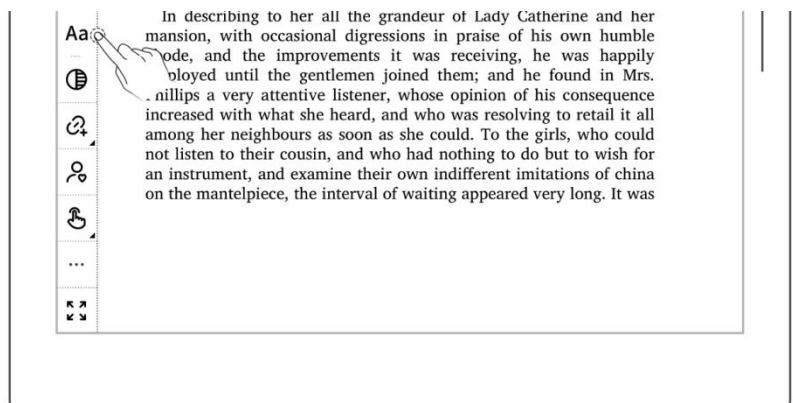 In describing to her all the grandeur of Lady Catherine and her
Aa
mansion, with occasional digressions in praise of his own humble
and the improvements it was receiving, he was happily
until the gentlemen joined them; and he found in Mrs.
a very attentive listener, whose opinion of his consequence
increased with what she heard, and who was resolving to retail it all
among her neighbours as soon as she could. To the girls, who could
not listen to their cousin, and who had nothing to do but to wish for
an instrument, and examine their own indifferent imitations of china
on the mantelpiece, the interval of waiting appeared very long. It was